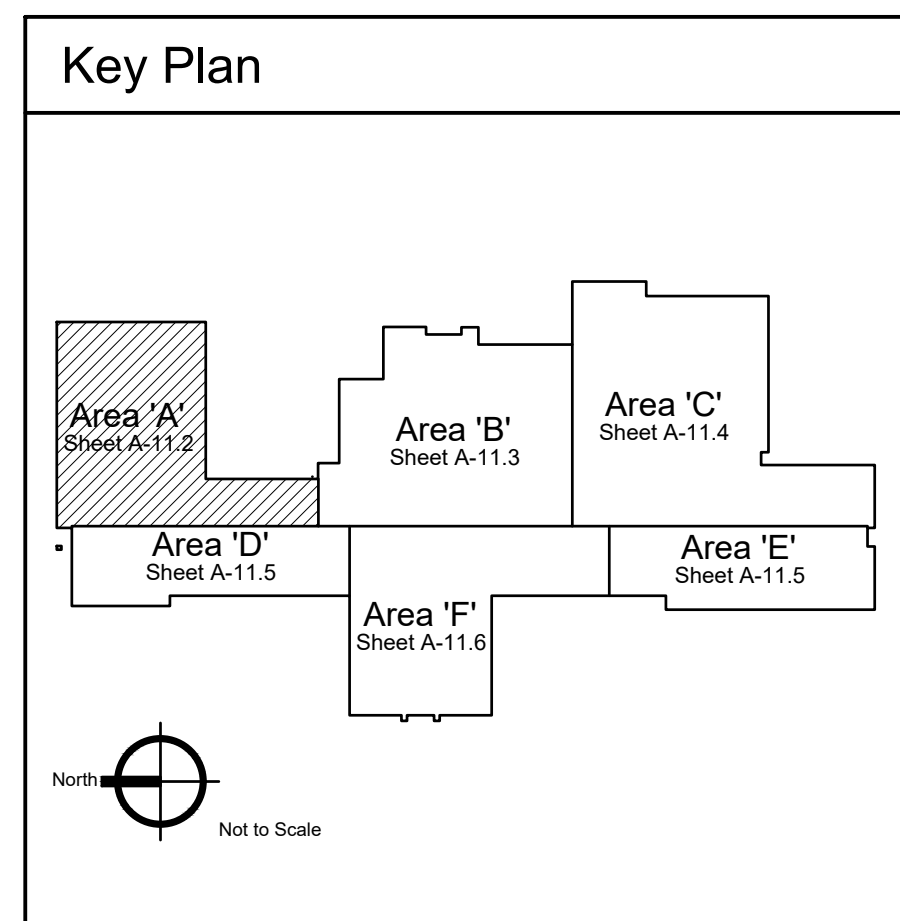 Key Plan
Area 'A'
Sheet A-11.2
Area 'B'
Sheet A-11.3
Area 'C'
Sheet A-11.4
Area 'D'
Sheet A-11.5
Area 'E'
Sheet A-11.5
Area 'F'
Sheet A-11.6
North
Not to Scale